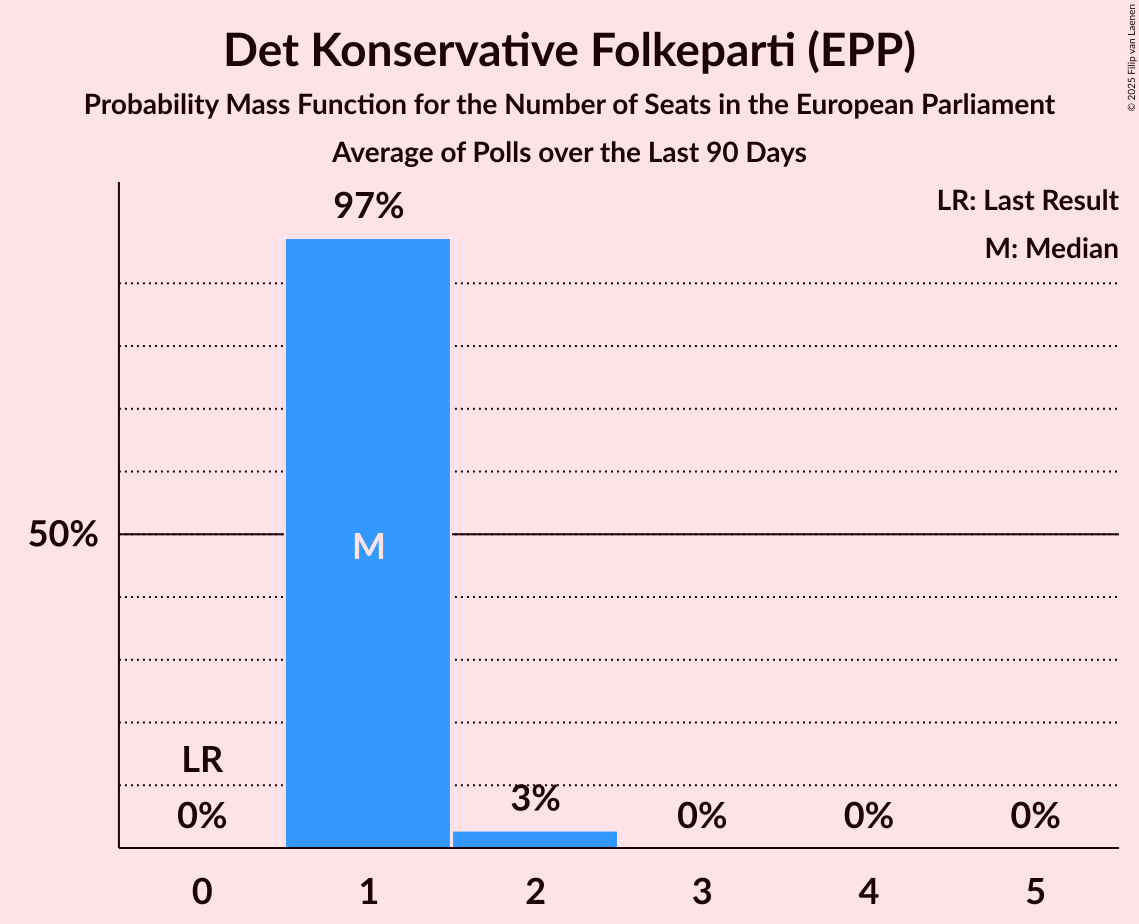 Det Konservative Folkeparti (EPP)
Probability Mass Function for the Number of Seats in the European Parliament
Average of Polls over the Last 90 Days
© 2025 Filip van Laenen
LR: Last Result
M: Median
97%
50%
M
LR
0%
3%
0%
0%
0%
0
1
2
3
4
5